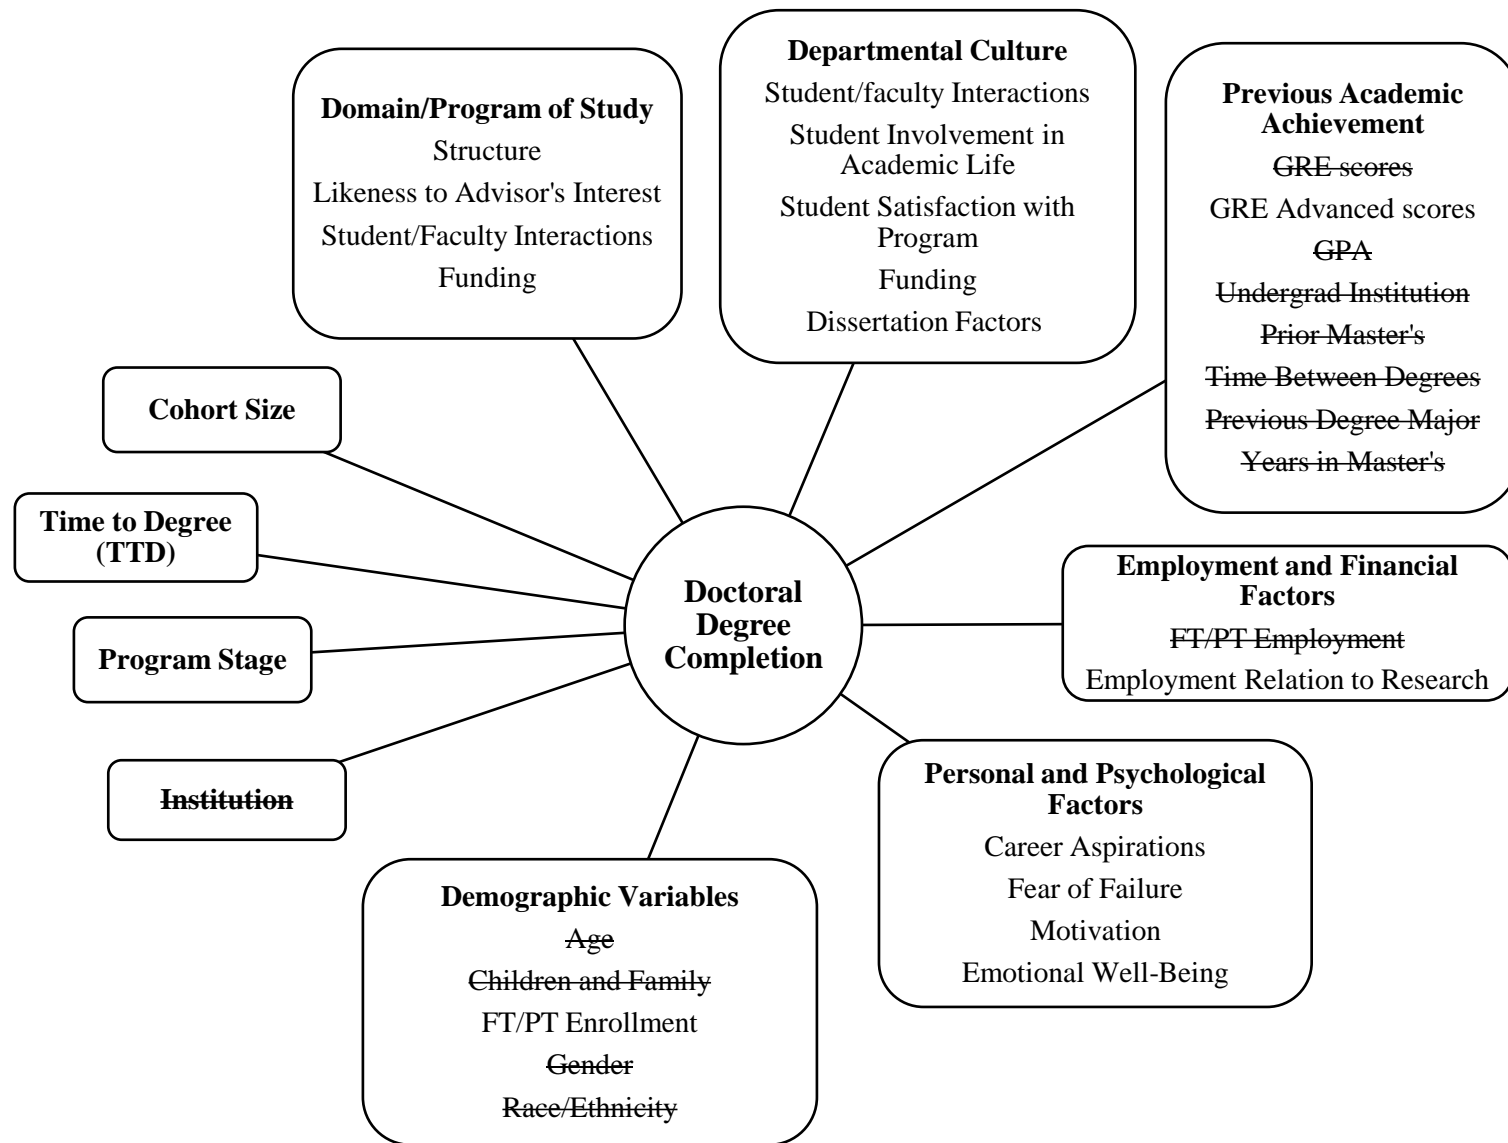 Departmental Culture
Student/faculty Interactions
Student Involvement in
Academic Life
Student Satisfaction with
Program
Funding
Dissertation Factors
Domain/Program of Study
Structure
Likeness to Advisor's Interest
Student/Faculty Interactions
Funding
Previous Academic
Achievement
GRE scores
GRE Advanced scores
GPA
Undergrad Institution
Prior Master's
Time Between Degrees
Previous Degree Major
Years in Master's
Cohort Size
Time to Degree
(TTD)
Program Stage
Institution
Doctoral
Degree
Completion
Employment and Financial
Factors
FT/PT Employment
Employment Relation to Research
Personal and Psychological
Factors
Career Aspirations
Fear of Failure
Motivation
Emotional Well-Being
Demographic Variables
Age
Children and Family
FT/PT Enrollment
Gender
Race/Ethnicity